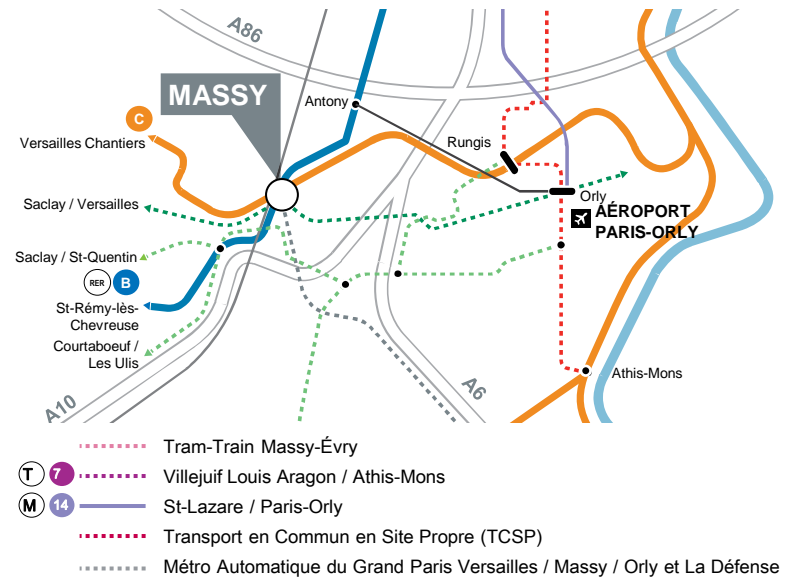 A86
MASSY
Antony
C
Versailles Chantiers
Rungis
Saclay / Versailles
Orly
AÉROPORT
PARIS-ORLY
Saclay / St-Quentin
RER B
St-Rémy-lès-
Chevreuse
Courtaboeuf /
Les Ulis
Athis-Mons
A6
A10
Tram-Train Massy-Évry
T 7 Villejuif Louis Aragon / Athis-Mons
M 14 St-Lazare / Paris-Orly
Transport en Commun en Site Propre (TCSP)
Métro Automatique du Grand Paris Versailles / Massy / Orly et La Défense